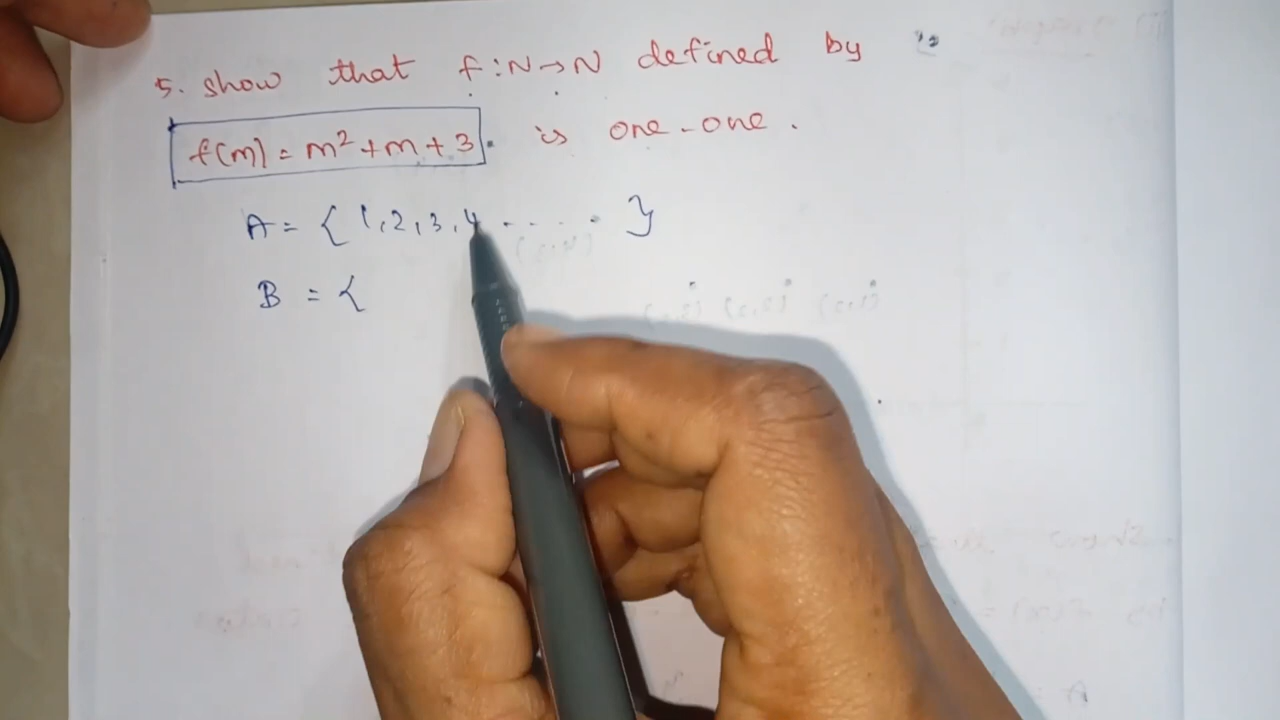 5. show that f:N→N defined by
f(m) = m² + m + 3. is one-one.
A = { 1, 2, 3, 4 . . . . . }
B = {